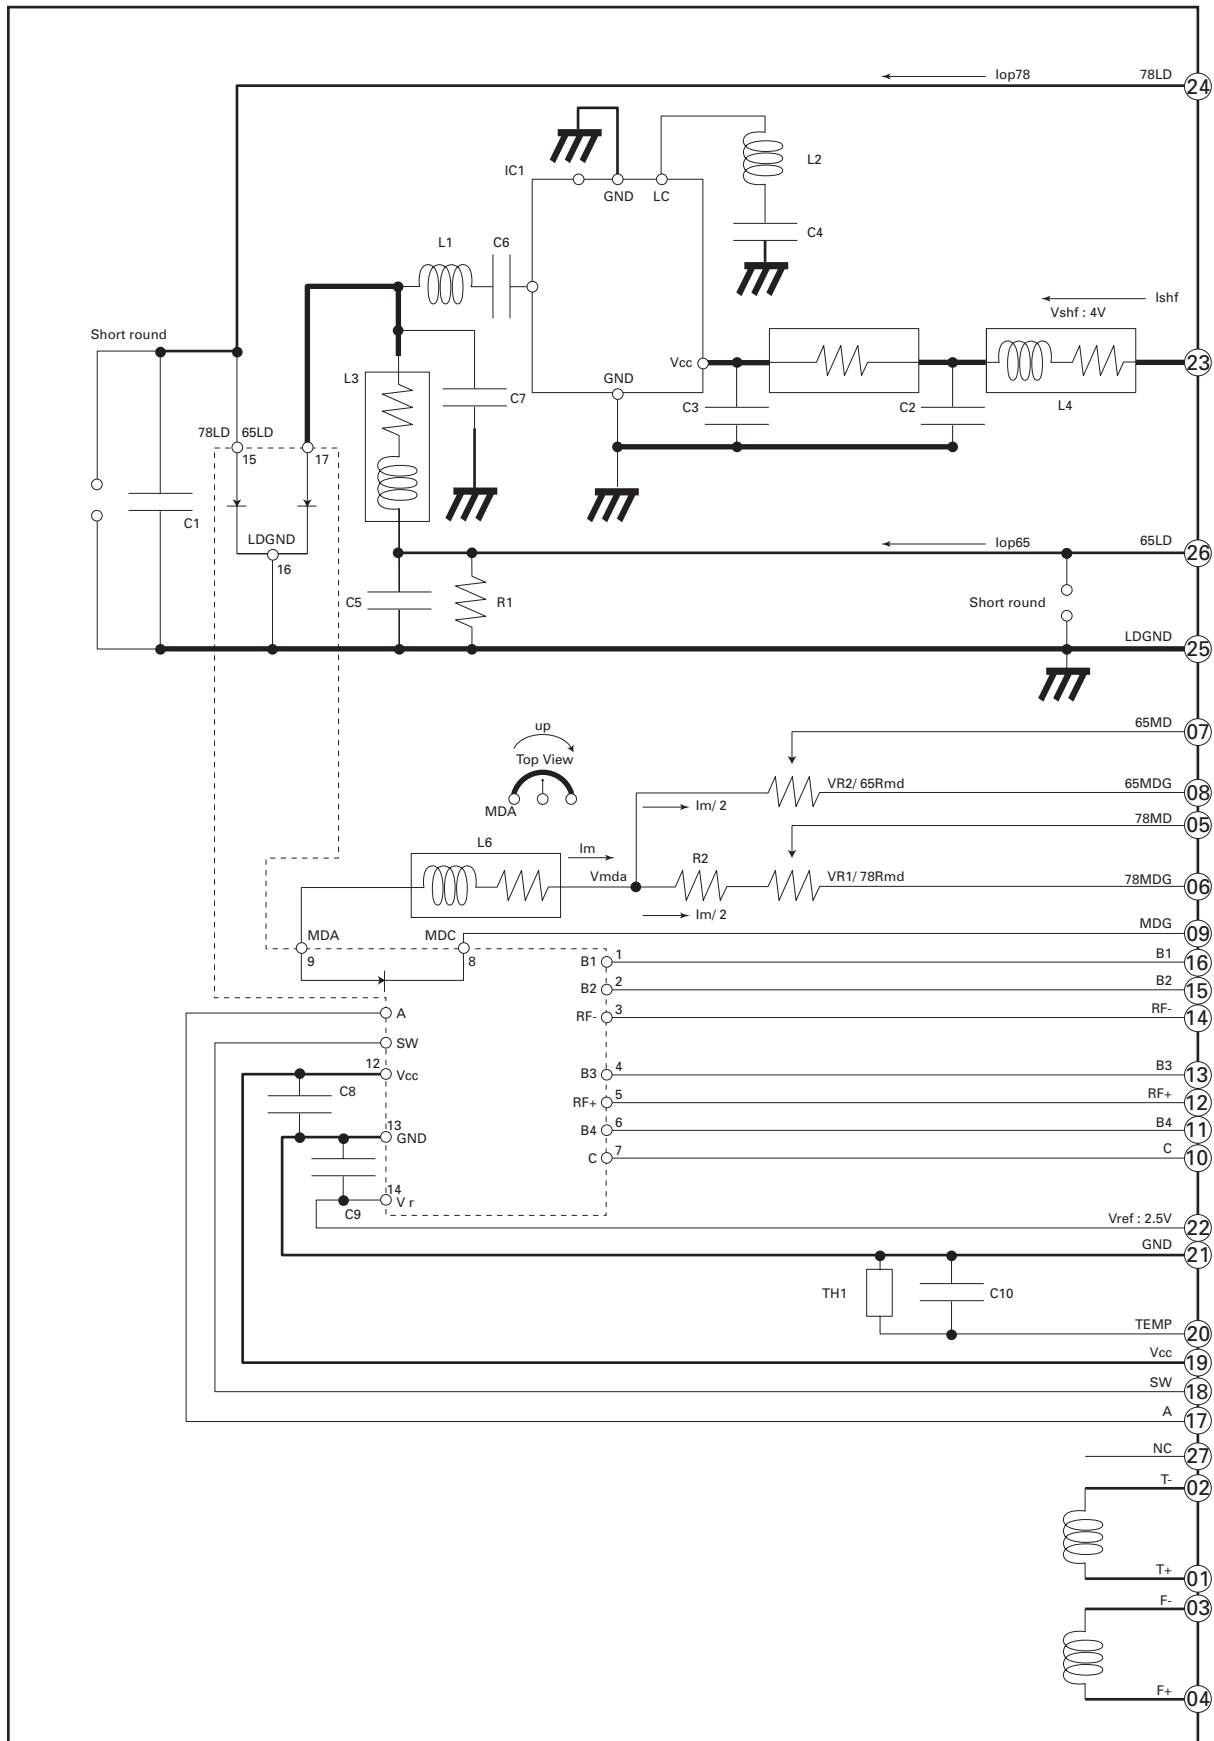 Iop78 78LD 24
L2
IC1
GND LC
C4
L1 C6
Ishf
Vshf : 4V
Short round
Vcc 23
L3 GND
C7 C3 C2 L4
78LD 65LD
15 17
C1
LDGND
16
Iop65 65LD 26
C5 R1 Short round
LDGND 25
65MD 07
up
Top View
MDA
VR2/ 65Rmd 65MDG 08
Im/ 2
78MD 05
L6 Im
Vmda R2 VR1/ 78Rmd 78MDG 06
Im/ 2
MDA MDC MDG 09
9 8
B1 1 B1 16
B2 2 B2 15
A
RF- 3 RF- 14
SW
12 Vcc B3 4 B3 13
C8 RF+ 5 RF+ 12
13 GND B4 6 B4 11
C 7 C 10
14 V r
C9
Vref : 2.5V 22
GND 21
TH1 C10
TEMP 20
Vcc 19
SW 18
A 17
NC 27
T- 02
T+ 01
F- 03
F+ 04